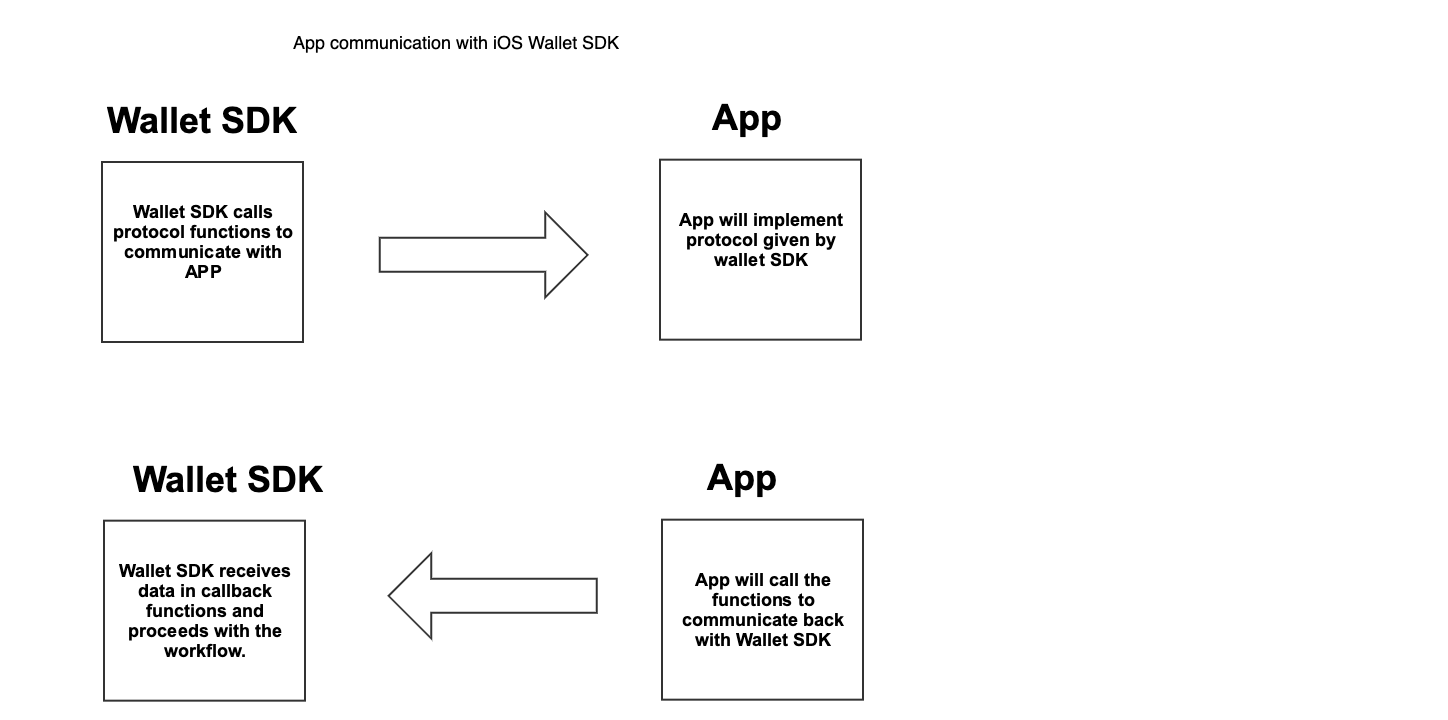 App communication with iOS Wallet SDK
Wallet SDK
App
Wallet SDK calls
protocol functions to
communicate with
APP
App will implement
protocol given by
wallet SDK
Wallet SDK
App
Wallet SDK receives
data in callback
functions and
proceeds with the
workflow.
App will call the
functions to
communicate back
with Wallet SDK